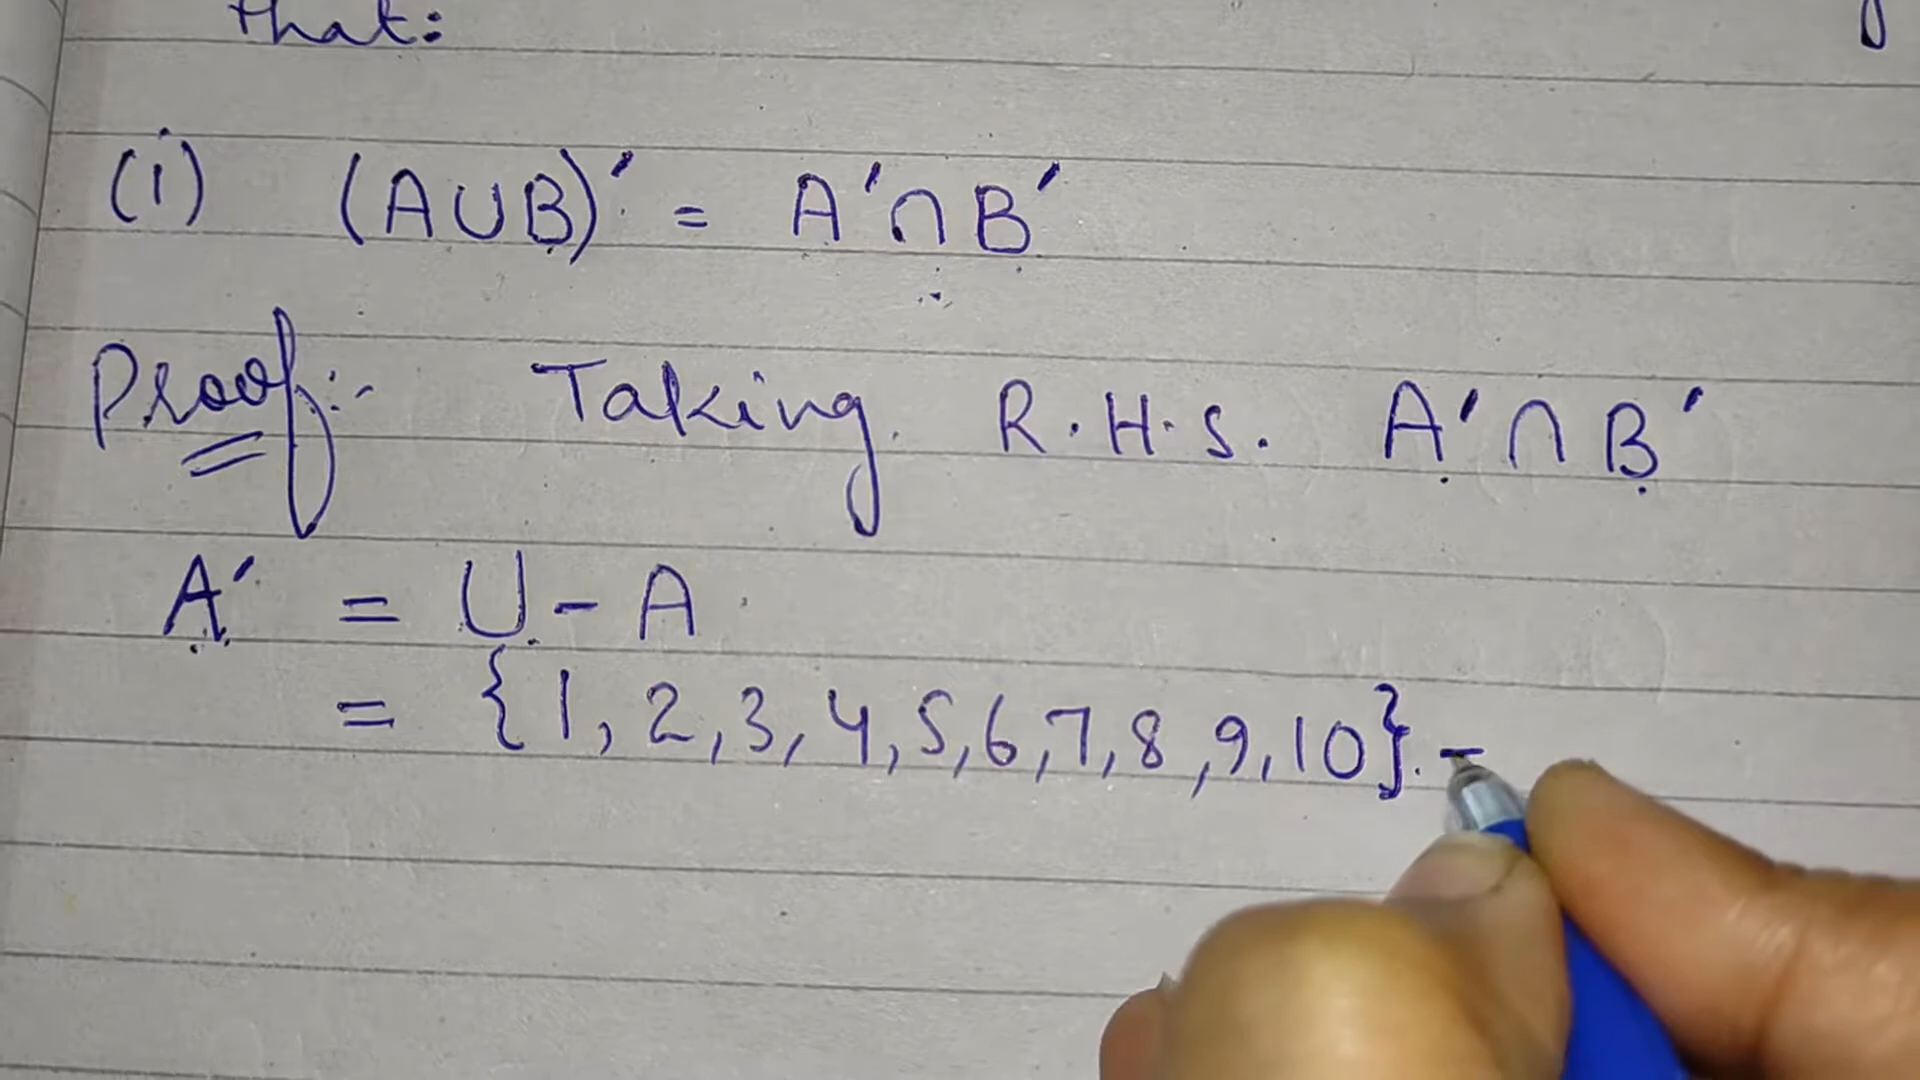 that:
(i) (A∪B)′ = A′∩B′
Proof:- Taking R.H.S. A′∩B′
A′ = U - A
= {1, 2, 3, 4, 5, 6, 7, 8, 9, 10} -